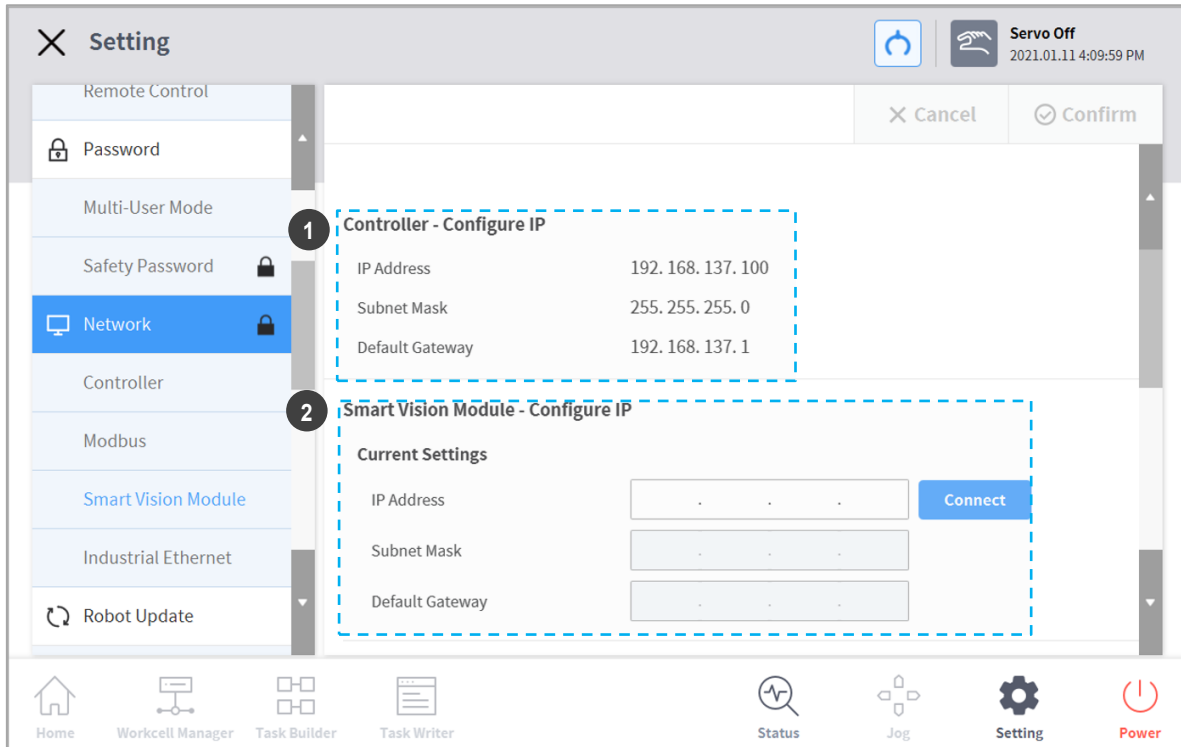 Setting
Servo Off
2021.01.11 4:09:59 PM
Remote Control
Password
Multi-User Mode
Safety Password
Network
Controller
Modbus
Smart Vision Module
Industrial Ethernet
Robot Update
Cancel
Confirm
1
Controller - Configure IP
IP Address 192. 168. 137. 100
Subnet Mask 255. 255. 255. 0
Default Gateway 192. 168. 137. 1
2
Smart Vision Module - Configure IP
Current Settings
IP Address . . . Connect
Subnet Mask . . .
Default Gateway . . .
Home
Workcell Manager
Task Builder
Task Writer
Status
Jog
Setting
Power